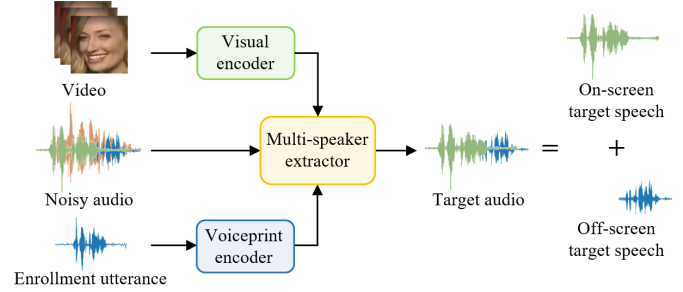 Video
Visual
encoder
Noisy audio
Multi-speaker
extractor
Enrollment utterance
Voiceprint
encoder
Target audio
=
On-screen
target speech
+
Off-screen
target speech